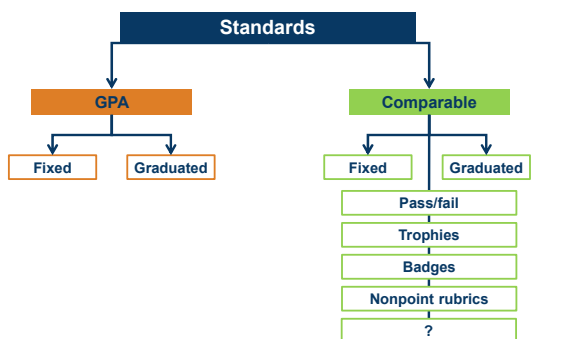 Standards
GPA
Comparable
Fixed
Graduated
Fixed
Graduated
Pass/fail
Trophies
Badges
Nonpoint rubrics
?